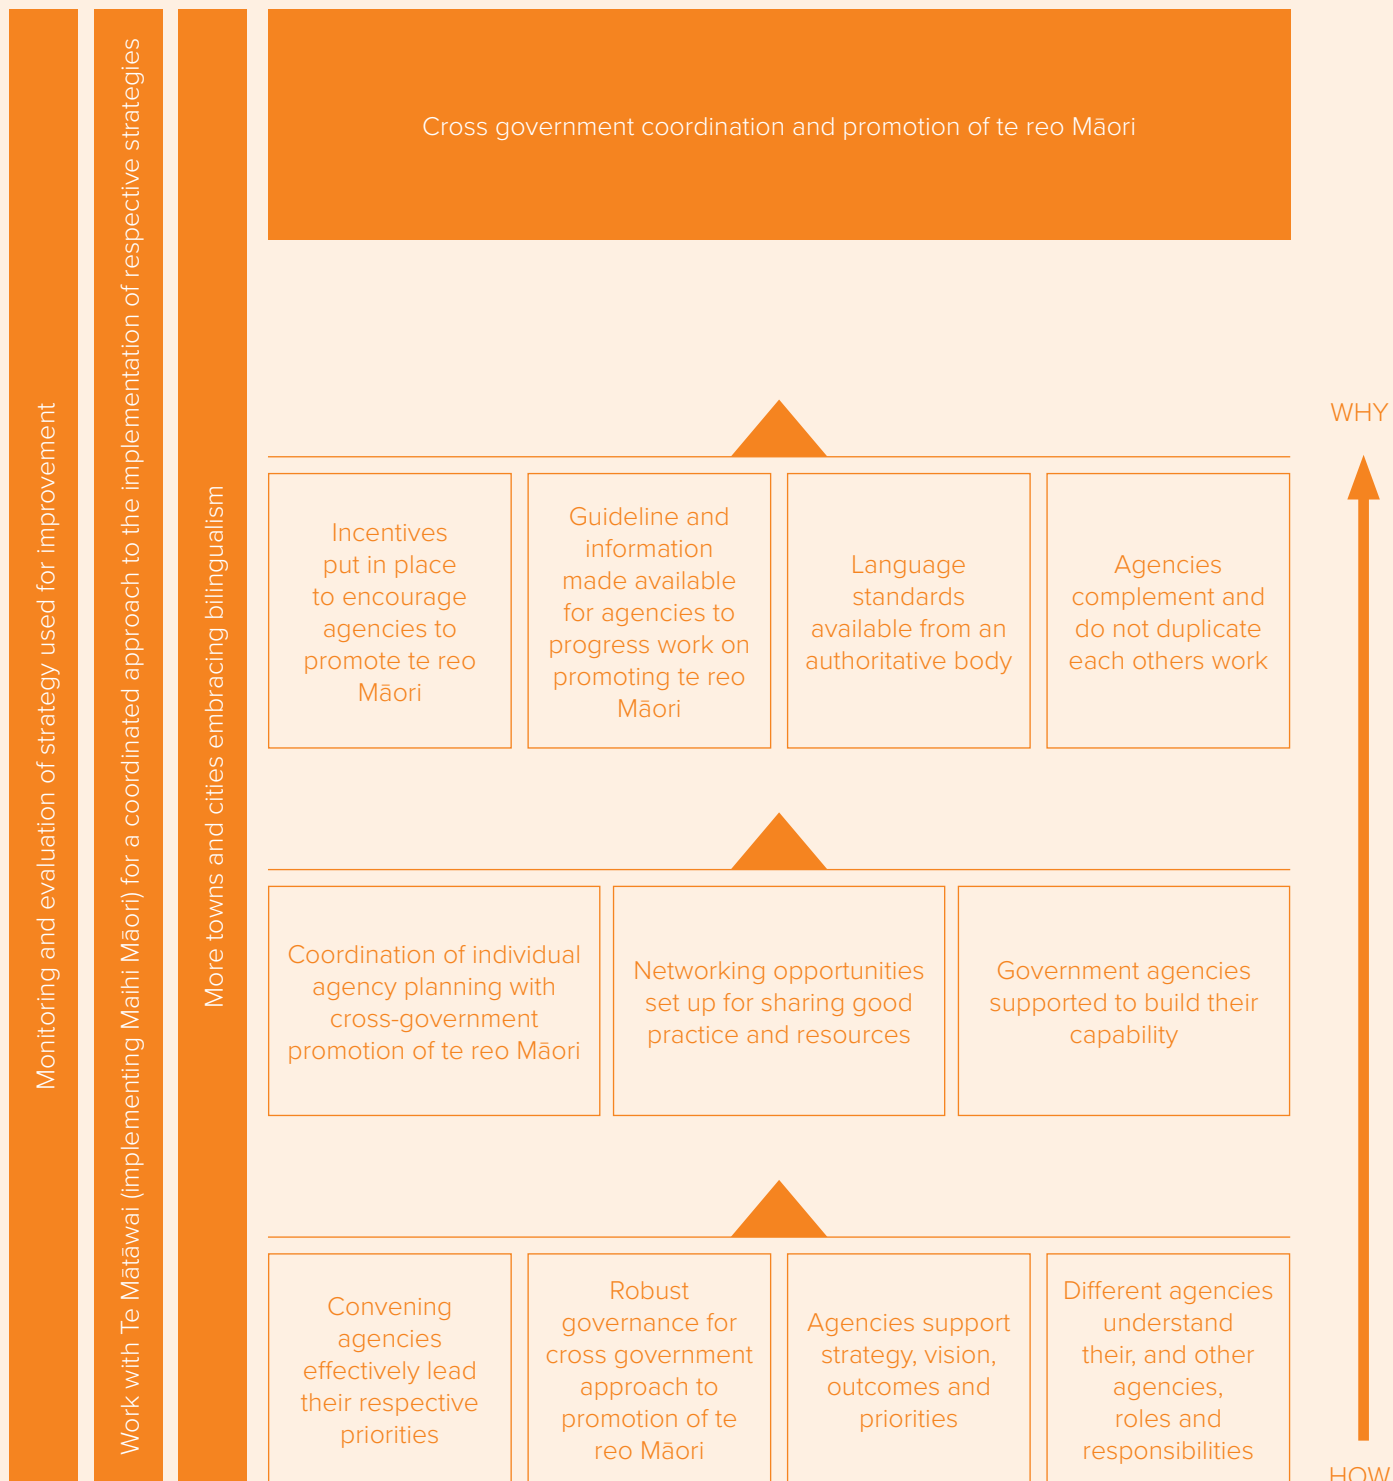 Monitoring and evaluation of strategy used for improvement
Work with Te Mātāwai (implementing Maihi Māori) for a coordinated approach to the implementation of respective strategies
More towns and cities embracing bilingualism
Cross government coordination and promotion of te reo Māori
WHY
Incentives
put in place
to encourage
agencies to
promote te reo
Māori
Guideline and
information
made available
for agencies to
progress work on
promoting te reo
Māori
Language
standards
available from an
authoritative body
Agencies
complement and
do not duplicate
each others work
Coordination of individual
agency planning with
cross-government
promotion of te reo Māori
Networking opportunities
set up for sharing good
practice and resources
Government agencies
supported to build their
capability
Convening
agencies
effectively lead
their respective
priorities
Robust
governance for
cross government
approach to
promotion of te
reo Māori
Agencies support
strategy, vision,
outcomes and
priorities
Different agencies
understand
their, and other
agencies,
roles and
responsibilities
HOW